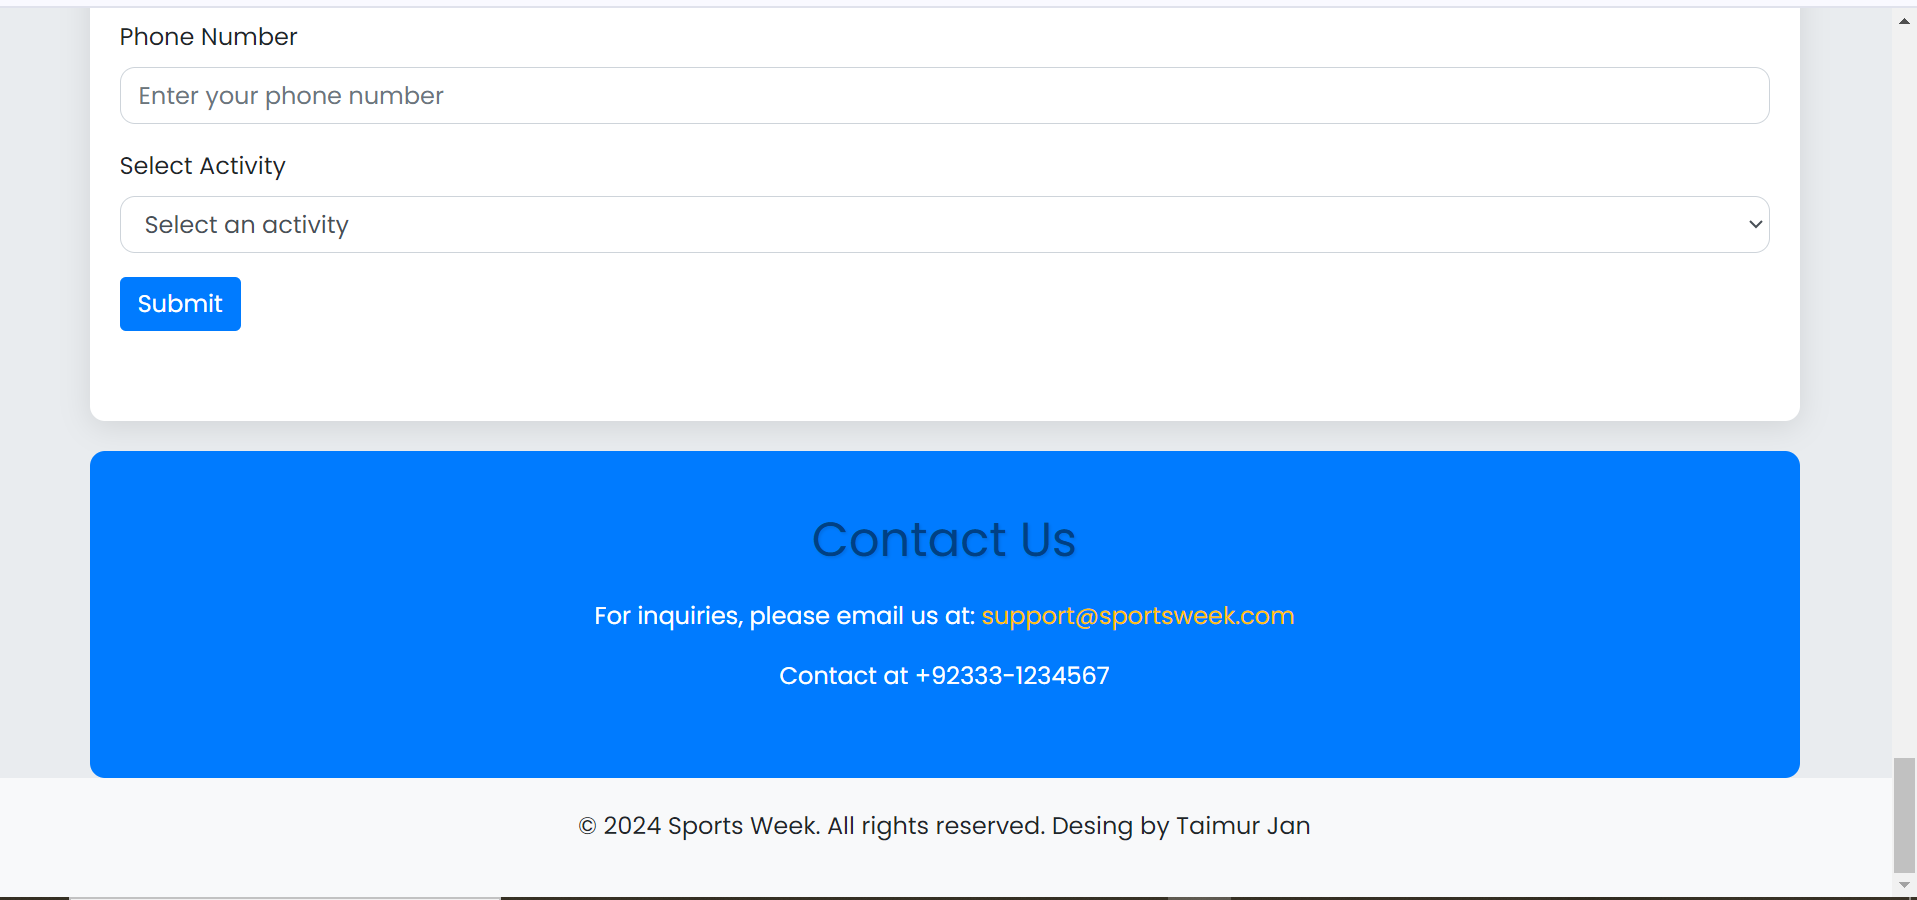 Phone Number
Enter your phone number
Select Activity
Select an activity
Submit
Contact Us
For inquiries, please email us at: support@sportsweek.com
Contact at +92333-1234567
© 2024 Sports Week. All rights reserved. Desing by Taimur Jan